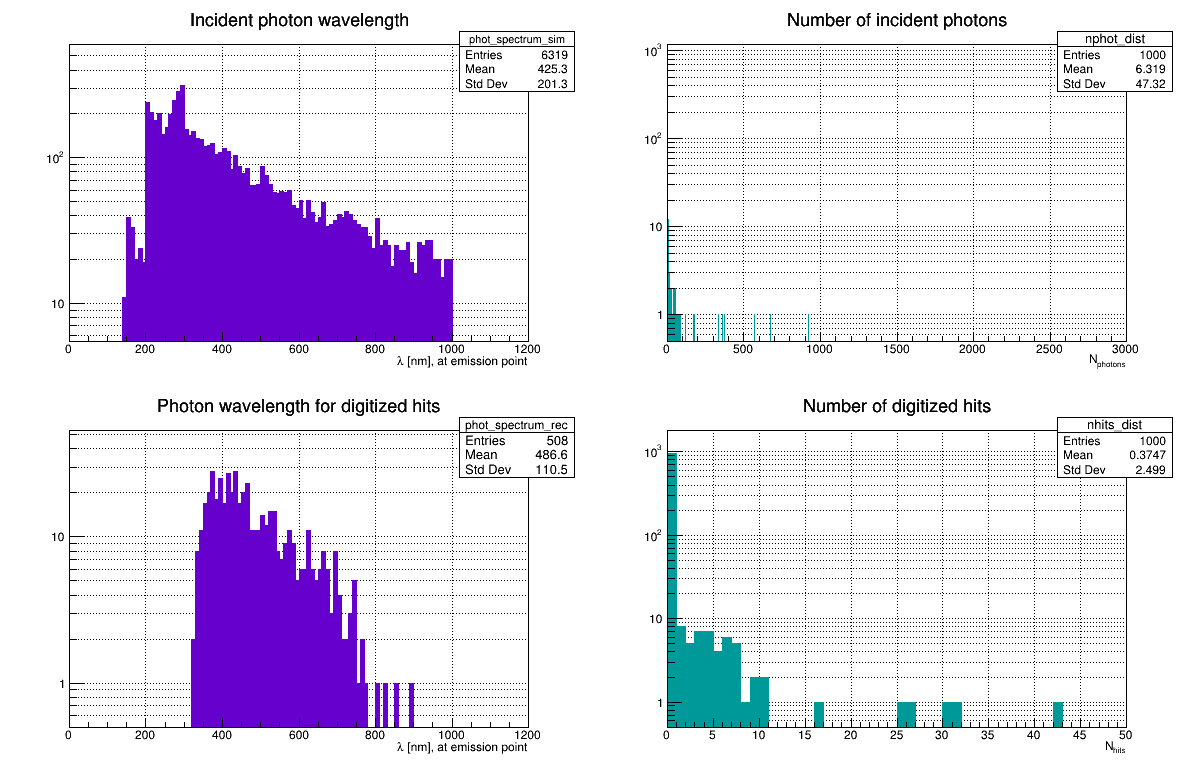 Incident photon wavelength
phot_spectrum_sim
Entries 6319
Mean 425.3
Std Dev 201.3
10²
10
0 200 400 600 800 1000 1200
λ [nm], at emission point
Number of incident photons
nphot_dist
Entries 1000
Mean 6.319
Std Dev 47.32
10³
10²
10
1
0 500 1000 1500 2000 2500 3000
Nphotons
Photon wavelength for digitized hits
phot_spectrum_rec
Entries 508
Mean 486.6
Std Dev 110.5
10
1
0 200 400 600 800 1000 1200
λ [nm], at emission point
Number of digitized hits
nhits_dist
Entries 1000
Mean 0.3747
Std Dev 2.499
10³
10²
10
1
0 5 10 15 20 25 30 35 40 45 50
Nhits